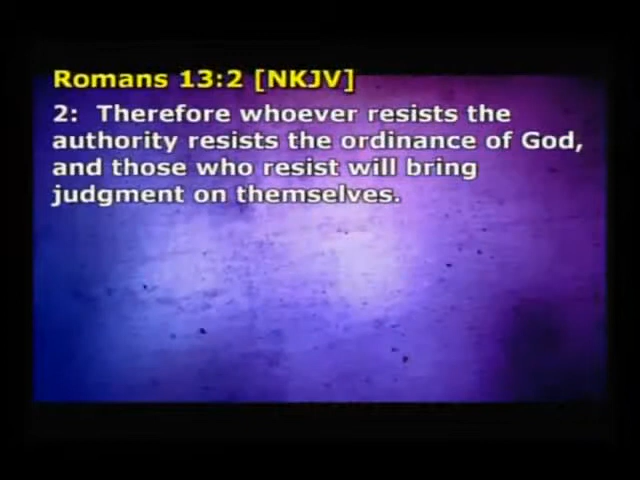 Romans 13:2 [NKJV]
2:  Therefore whoever resists the
authority resists the ordinance of God,
and those who resist will bring
judgment on themselves.